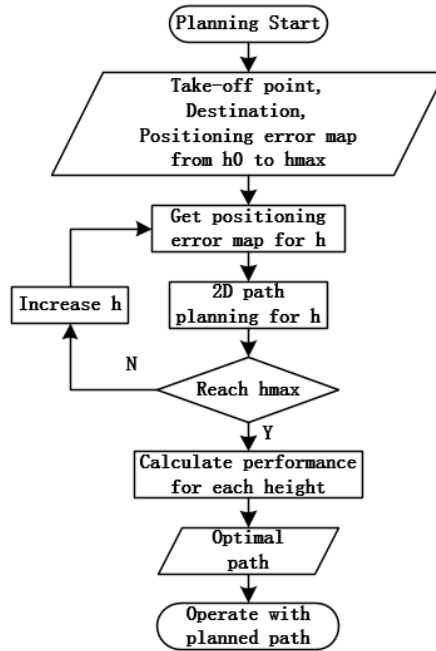 Planning Start
Take-off point,
Destination,
Positioning error map
from h0 to hmax
Get positioning
error map for h
Increase h
2D path
planning for h
N
Reach hmax
Y
Calculate performance
for each height
Optimal
path
Operate with
planned path